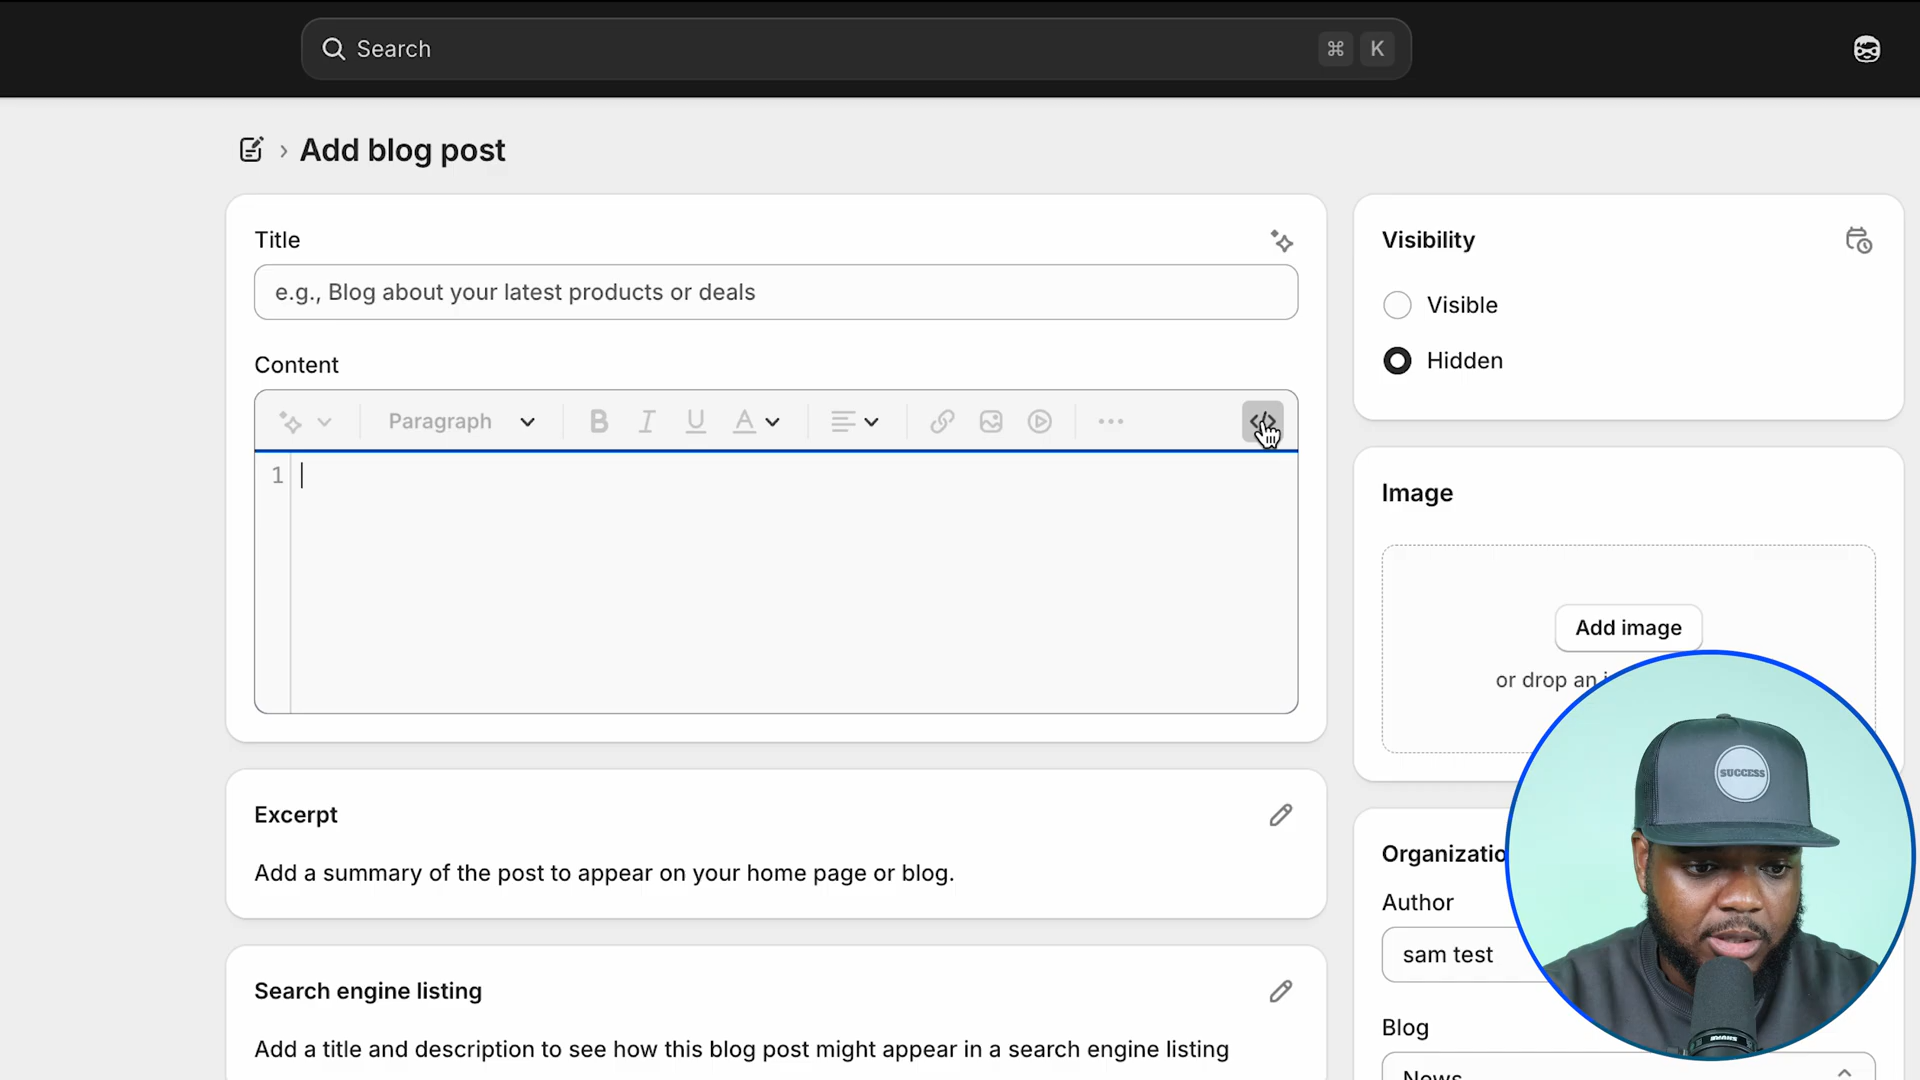 Search
⌘ K
Add blog post
Title
e.g., Blog about your latest products or deals
Content
Paragraph
B I U A
1
Excerpt
Add a summary of the post to appear on your home page or blog.
Search engine listing
Add a title and description to see how this blog post might appear in a search engine listing
Visibility
Visible
Hidden
Image
Add image
or drop an
Organizatio
Author
sam test
Blog
News
SUCCESS